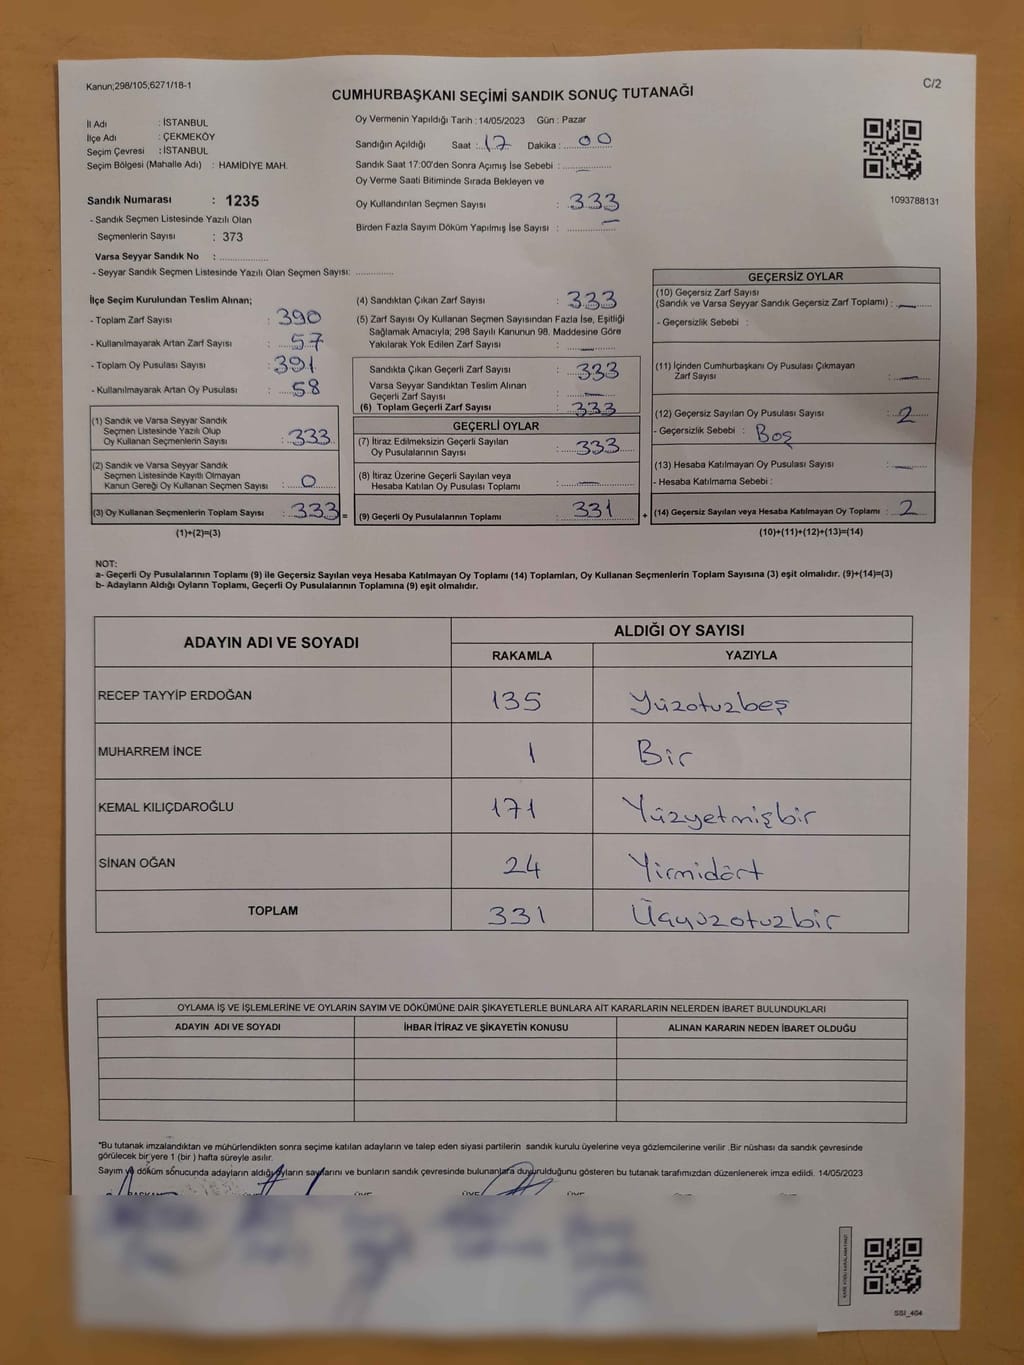 Kanun;298/105;6271/18-1
C/2
CUMHURBAŞKANI SEÇİMİ SANDIK SONUÇ TUTANAĞI
İl Adı : İSTANBUL
İlçe Adı : ÇEKMEKÖY
Seçim Çevresi : İSTANBUL
Seçim Bölgesi (Mahalle Adı) : HAMİDİYE MAH.
Oy Vermenin Yapıldığı Tarih : 14/05/2023 Gün : Pazar
Sandığın Açıldığı Saat : 17 Dakika : 00
Sandık Saat 17:00'den Sonra Açımış İse Sebebi :
Oy Verme Saati Bitiminde Sırada Bekleyen ve
Oy Kullandırılan Seçmen Sayısı : 333
Birden Fazla Sayım Döküm Yapılmış İse Sayısı : —
1093788131
Sandık Numarası : 1235
- Sandık Seçmen Listesinde Yazılı Olan
Seçmenlerin Sayısı : 373
Varsa Seyyar Sandık No :
- Seyyar Sandık Seçmen Listesinde Yazılı Olan Seçmen Sayısı:
İlçe Seçim Kurulundan Teslim Alınan;
- Toplam Zarf Sayısı : 390
- Kullanılmayarak Artan Zarf Sayısı : 57
- Toplam Oy Pusulası Sayısı : 391
- Kullanılmayarak Artan Oy Pusulası : 58
(1) Sandık ve Varsa Seyyar Sandık
Seçmen Listesinde Yazılı Olup
Oy Kullanan Seçmenlerin Sayısı : 333
(2) Sandık ve Varsa Seyyar Sandık
Seçmen Listesinde Kayıtlı Olmayan
Kanun Gereği Oy Kullanan Seçmen Sayısı : 0
(3) Oy Kullanan Seçmenlerin Toplam Sayısı : 333 =
(1)+(2)=(3)
(4) Sandıktan Çıkan Zarf Sayısı : 333
(5) Zarf Sayısı Oy Kullanan Seçmen Sayısından Fazla İse, Eşitliği
Sağlamak Amacıyla; 298 Sayılı Kanunun 98. Maddesine Göre
Yakılarak Yok Edilen Zarf Sayısı : —
Sandıkta Çıkan Geçerli Zarf Sayısı : 333
Varsa Seyyar Sandıktan Teslim Alınan
Geçerli Zarf Sayısı : —
(6) Toplam Geçerli Zarf Sayısı : 333
GEÇERLİ OYLAR
(7) İtiraz Edilmeksizin Geçerli Sayılan
Oy Pusulalarının Sayısı : 333
(8) İtiraz Üzerine Geçerli Sayılan veya
Hesaba Katılan Oy Pusulası Toplamı : —
(9) Geçerli Oy Pusulalarının Toplamı : 331 +
GEÇERSİZ OYLAR
(10) Geçersiz Zarf Sayısı
(Sandık ve Varsa Seyyar Sandık Geçersiz Zarf Toplamı) : —
- Geçersizlik Sebebi :
(11) İçinden Cumhurbaşkanı Oy Pusulası Çıkmayan
Zarf Sayısı : —
(12) Geçersiz Sayılan Oy Pusulası Sayısı : 2
- Geçersizlik Sebebi : Boş
(13) Hesaba Katılmayan Oy Pusulası Sayısı : —
- Hesaba Katılmama Sebebi :
(14) Geçersiz Sayılan veya Hesaba Katılmayan Oy Toplamı : 2
(10)+(11)+(12)+(13)=(14)
NOT:
a- Geçerli Oy Pusulalarının Toplamı (9) ile Geçersiz Sayılan veya Hesaba Katılmayan Oy Toplamı (14) Toplamları, Oy Kullanan Seçmenlerin Toplam Sayısına (3) eşit olmalıdır. (9)+(14)=(3)
b- Adayların Aldığı Oyların Toplamı, Geçerli Oy Pusulalarının Toplamına (9) eşit olmalıdır.
ADAYIN ADI VE SOYADI ALDIĞI OY SAYISI
RAKAMLA YAZIYLA
RECEP TAYYİP ERDOĞAN 135 Yüzotuzbeş
MUHARREM İNCE 1 Bir
KEMAL KILIÇDAROĞLU 171 Yüzyetmişbir
SİNAN OĞAN 24 Yirmidört
TOPLAM 331 Üçyüzotuzbir
OYLAMA İŞ VE İŞLEMLERİNE VE OYLARIN SAYIM VE DÖKÜMÜNE DAİR ŞİKAYETLERLE BUNLARA AİT KARARLARIN NELERDEN İBARET BULUNDUKLARI
ADAYIN ADI VE SOYADI İHBAR İTİRAZ VE ŞİKAYETİN KONUSU ALINAN KARARIN NEDEN İBARET OLDUĞU
*Bu tutanak imzalandıktan ve mühürlendikten sonra seçime katılan adayların ve talep eden siyasi partilerin sandık kurulu üyelerine veya gözlemcilerine verilir .Bir nüshası da sandık çevresinde
görülecek bir yere 1 (bir ) hafta süreyle asılır.
Sayım ve döküm sonucunda adayların aldığı oyların sayılarını ve bunların sandık çevresinde bulunanlara duyurulduğunu gösteren bu tutanak tarafımızdan düzenlenerek imza edildi. 14/05/2023
SSI_404